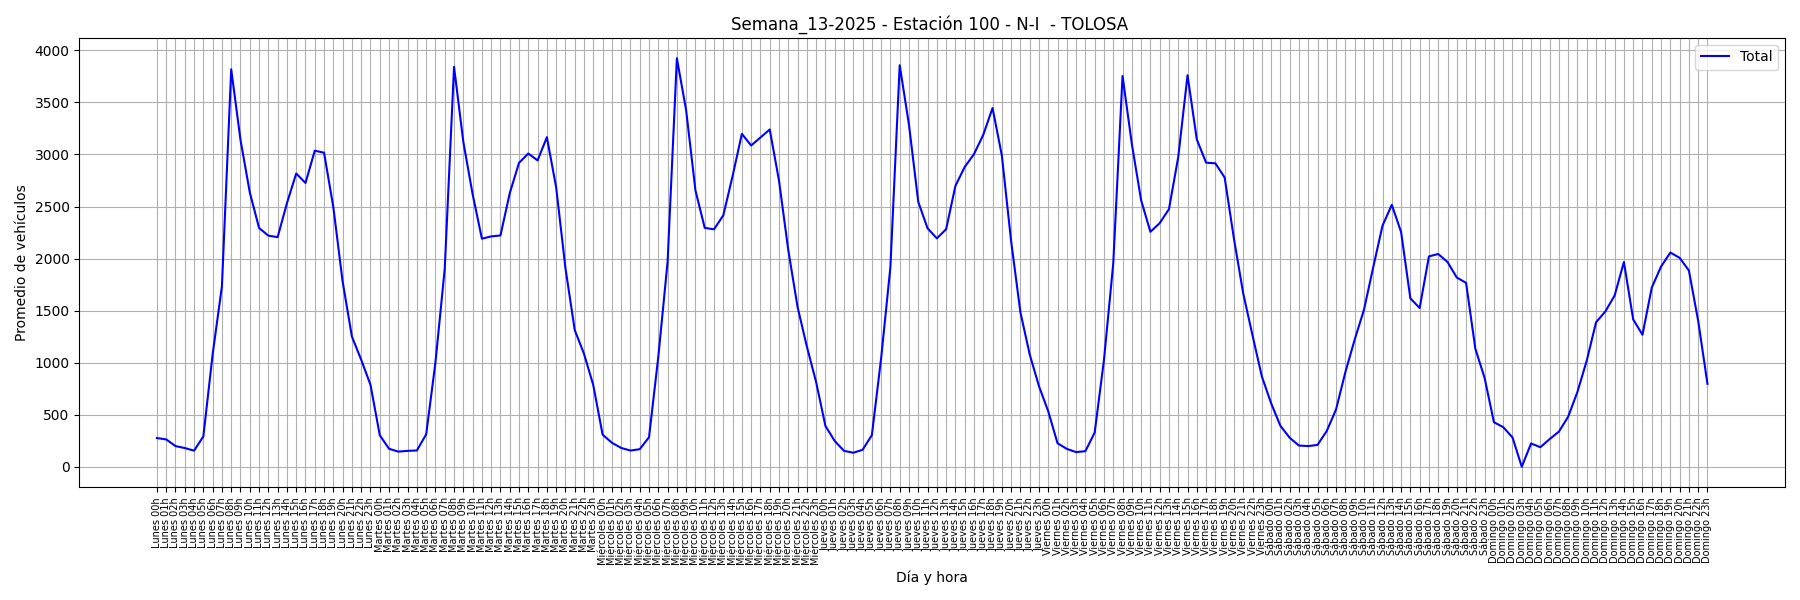 Semana_13-2025 - Estación 100 - N-I  - TOLOSA
Total
Promedio de vehículos
4000
3500
3000
2500
2000
1500
1000
500
0
Lunes 00h
Lunes 01h
Lunes 02h
Lunes 03h
Lunes 04h
Lunes 05h
Lunes 06h
Lunes 07h
Lunes 08h
Lunes 09h
Lunes 10h
Lunes 11h
Lunes 12h
Lunes 13h
Lunes 14h
Lunes 15h
Lunes 16h
Lunes 17h
Lunes 18h
Lunes 19h
Lunes 20h
Lunes 21h
Lunes 22h
Lunes 23h
Martes 00h
Martes 01h
Martes 02h
Martes 03h
Martes 04h
Martes 05h
Martes 06h
Martes 07h
Martes 08h
Martes 09h
Martes 10h
Martes 11h
Martes 12h
Martes 13h
Martes 14h
Martes 15h
Martes 16h
Martes 17h
Martes 18h
Martes 19h
Martes 20h
Martes 21h
Martes 22h
Martes 23h
Miércoles 00h
Miércoles 01h
Miércoles 02h
Miércoles 03h
Miércoles 04h
Miércoles 05h
Miércoles 06h
Miércoles 07h
Miércoles 08h
Miércoles 09h
Miércoles 10h
Miércoles 11h
Miércoles 12h
Miércoles 13h
Miércoles 14h
Miércoles 15h
Miércoles 16h
Miércoles 17h
Miércoles 18h
Miércoles 19h
Miércoles 20h
Miércoles 21h
Miércoles 22h
Miércoles 23h
Jueves 00h
Jueves 01h
Jueves 02h
Jueves 03h
Jueves 04h
Jueves 05h
Jueves 06h
Jueves 07h
Jueves 08h
Jueves 09h
Jueves 10h
Jueves 11h
Jueves 12h
Jueves 13h
Jueves 14h
Jueves 15h
Jueves 16h
Jueves 17h
Jueves 18h
Jueves 19h
Jueves 20h
Jueves 21h
Jueves 22h
Jueves 23h
Viernes 00h
Viernes 01h
Viernes 02h
Viernes 03h
Viernes 04h
Viernes 05h
Viernes 06h
Viernes 07h
Viernes 08h
Viernes 09h
Viernes 10h
Viernes 11h
Viernes 12h
Viernes 13h
Viernes 14h
Viernes 15h
Viernes 16h
Viernes 17h
Viernes 18h
Viernes 19h
Viernes 20h
Viernes 21h
Viernes 22h
Viernes 23h
Sábado 00h
Sábado 01h
Sábado 02h
Sábado 03h
Sábado 04h
Sábado 05h
Sábado 06h
Sábado 07h
Sábado 08h
Sábado 09h
Sábado 10h
Sábado 11h
Sábado 12h
Sábado 13h
Sábado 14h
Sábado 15h
Sábado 16h
Sábado 17h
Sábado 18h
Sábado 19h
Sábado 20h
Sábado 21h
Sábado 22h
Sábado 23h
Domingo 00h
Domingo 01h
Domingo 02h
Domingo 03h
Domingo 04h
Domingo 05h
Domingo 06h
Domingo 07h
Domingo 08h
Domingo 09h
Domingo 10h
Domingo 11h
Domingo 12h
Domingo 13h
Domingo 14h
Domingo 15h
Domingo 16h
Domingo 17h
Domingo 18h
Domingo 19h
Domingo 20h
Domingo 21h
Domingo 22h
Domingo 23h
Día y hora